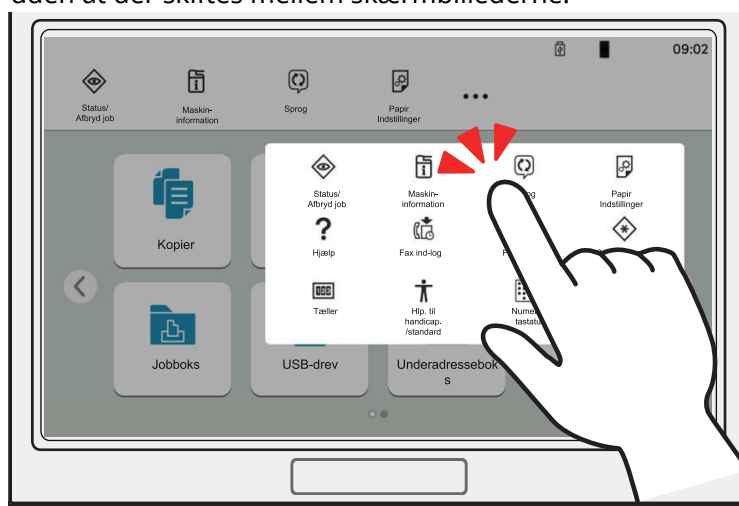 uden at der skiftes mellem skærmbillederne.
09:02
Status/
Afbryd job
Maskin-
information
Sprog
Papir
Indstillinger
Status/
Afbryd job
Maskin-
information
Papir
Indstillinger
Hjælp
Fax ind-log
Tæller
Hlp. til
handicap.
/standard
Kopier
Jobboks
USB-drev
Underadressebok
s